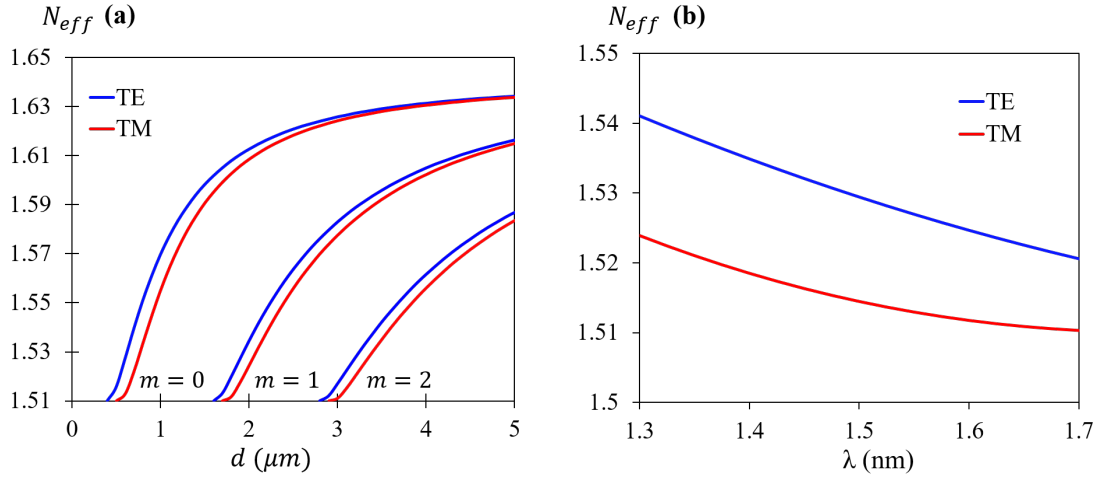 N_eff (a)
1.65
1.63
1.61
1.59
1.57
1.55
1.53
1.51
TE
TM
m = 0
m = 1
m = 2
0 1 2 3 4 5
d (μm)
N_eff (b)
1.55
1.54
1.53
1.52
1.51
1.5
TE
TM
1.3 1.4 1.5 1.6 1.7
λ (nm)